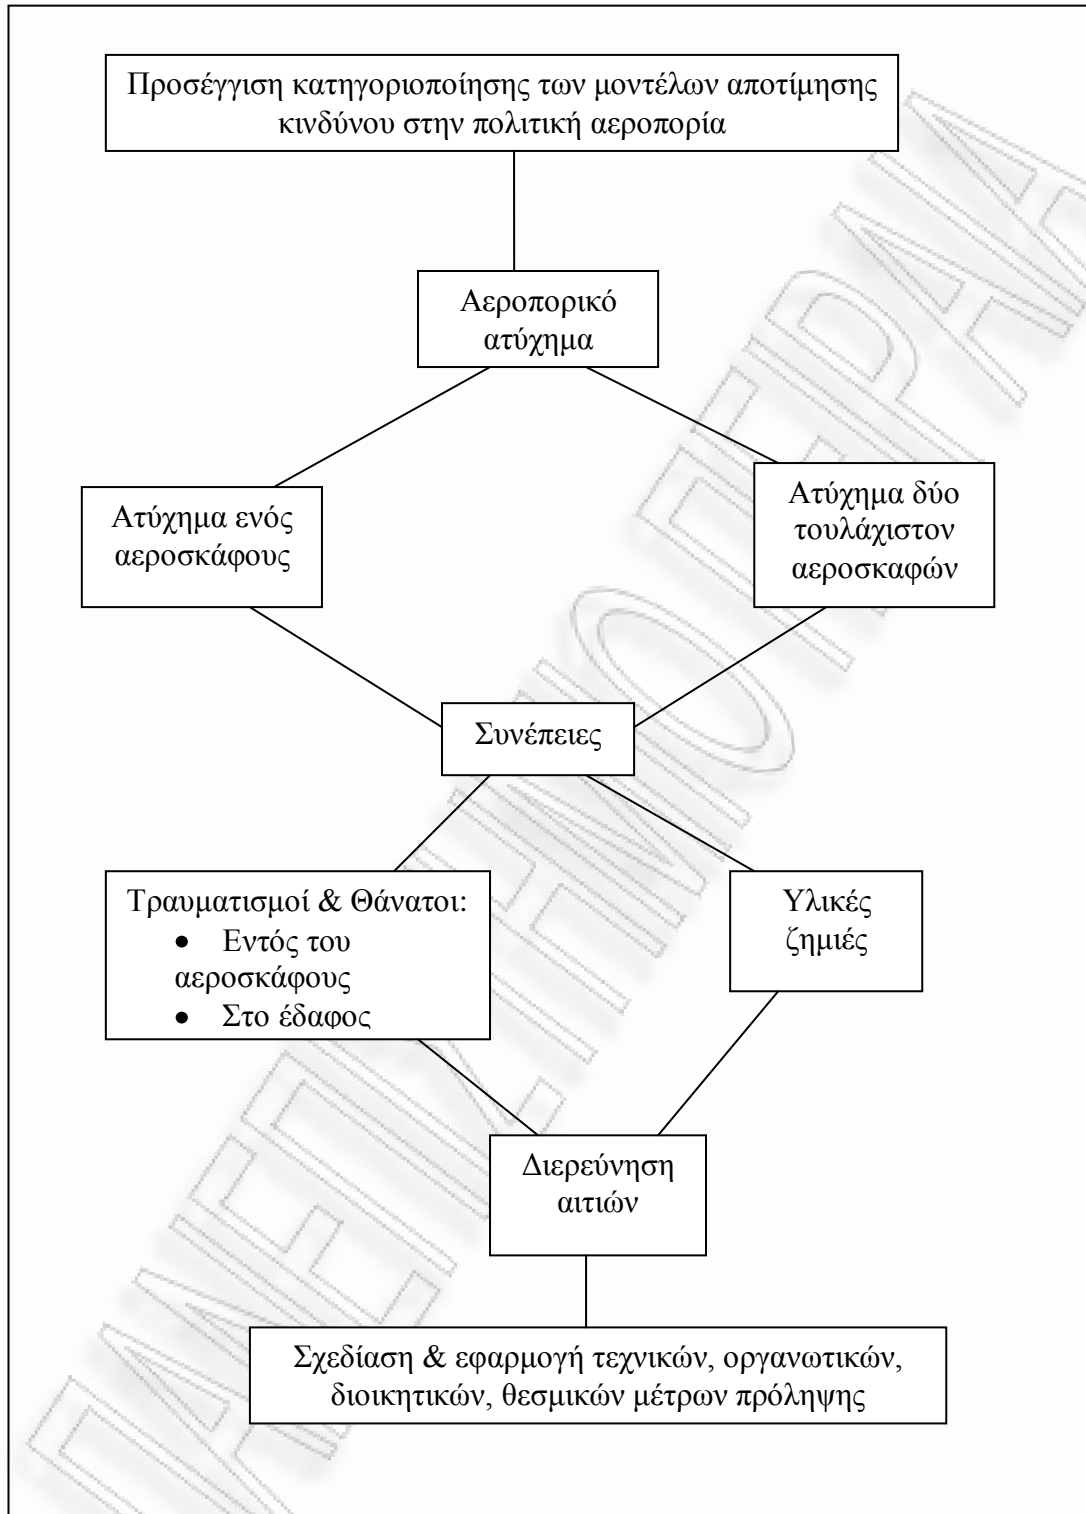 Προσέγγιση κατηγοριοποίησης των μοντέλων αποτίμησης
κινδύνου στην πολιτική αεροπορία
Αεροπορικό
ατύχημα
Ατύχημα ενός
αεροσκάφους
Ατύχημα δύο
τουλάχιστον
αεροσκαφών
Συνέπειες
Τραυματισμοί & Θάνατοι:
• Εντός του
αεροσκάφους
• Στο έδαφος
Υλικές
ζημιές
Διερεύνηση
αιτιών
Σχεδίαση & εφαρμογή τεχνικών, οργανωτικών,
διοικητικών, θεσμικών μέτρων πρόληψης